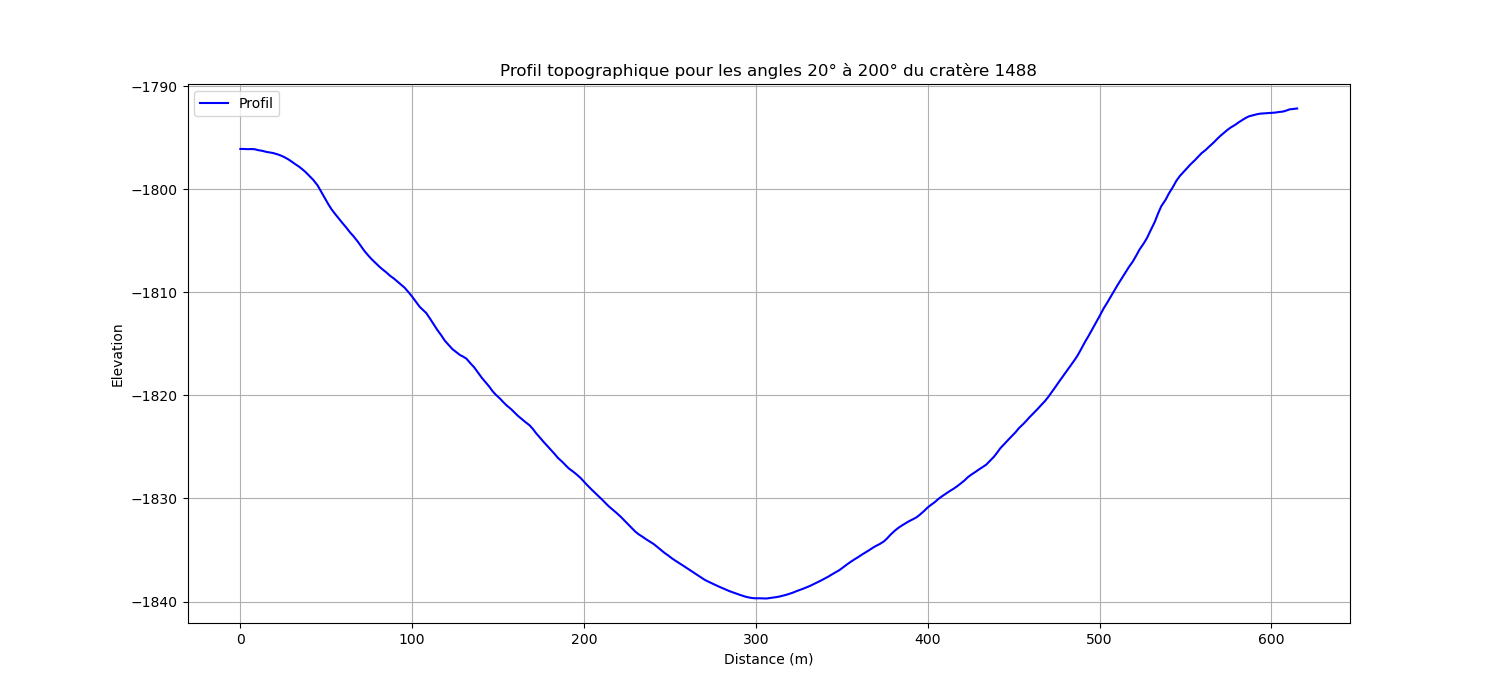 Profil topographique pour les angles 20° à 200° du cratère 1488
Profil
Elevation
−1790
−1800
−1810
−1820
−1830
−1840
0 100 200 300 400 500 600
Distance (m)